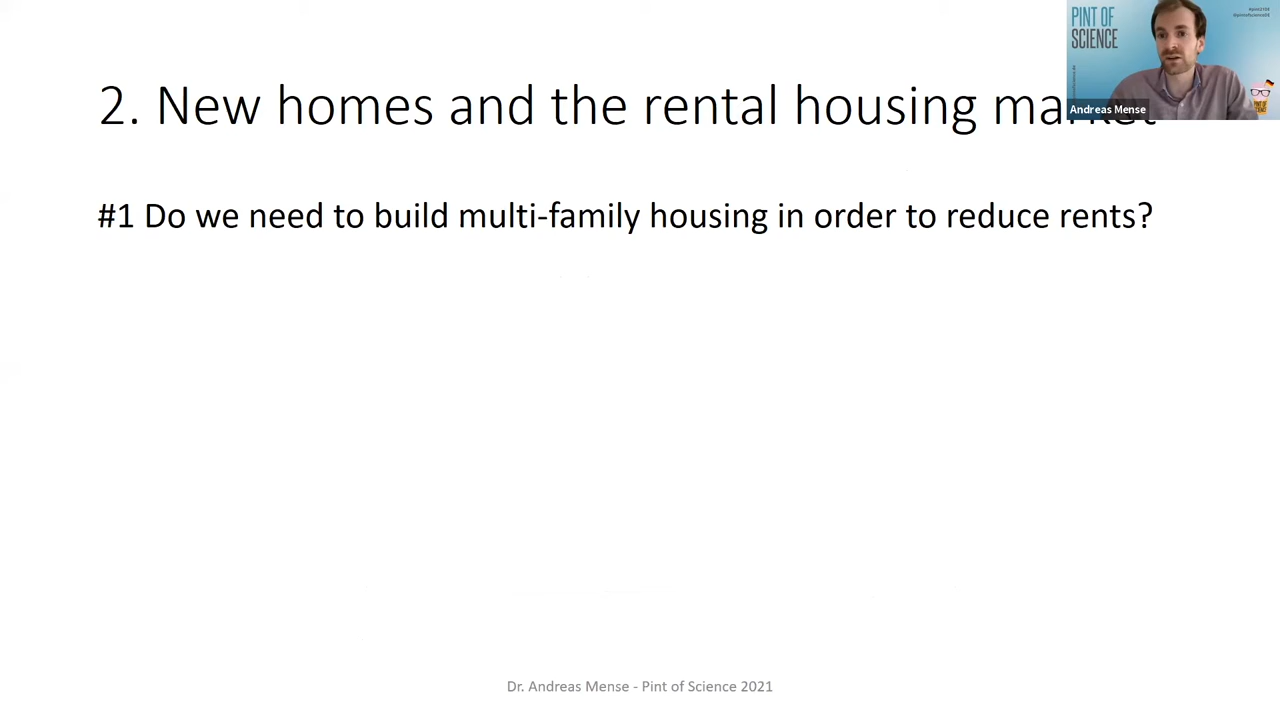 PINT OF
SCIENCE
Andreas Mense
2. New homes and the rental housing market
#1 Do we need to build multi-family housing in order to reduce rents?
Dr. Andreas Mense - Pint of Science 2021